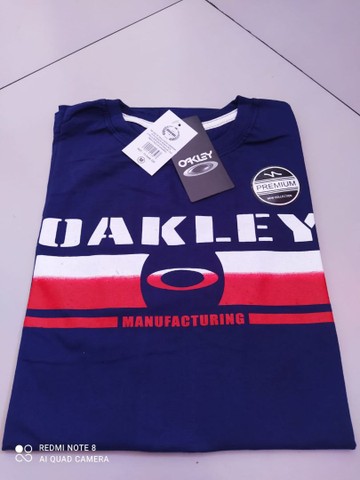 OAKLEY
PREMIUM
OAKLEY
MANUFACTURING
REDMI NOTE 8
AI QUAD CAMERA